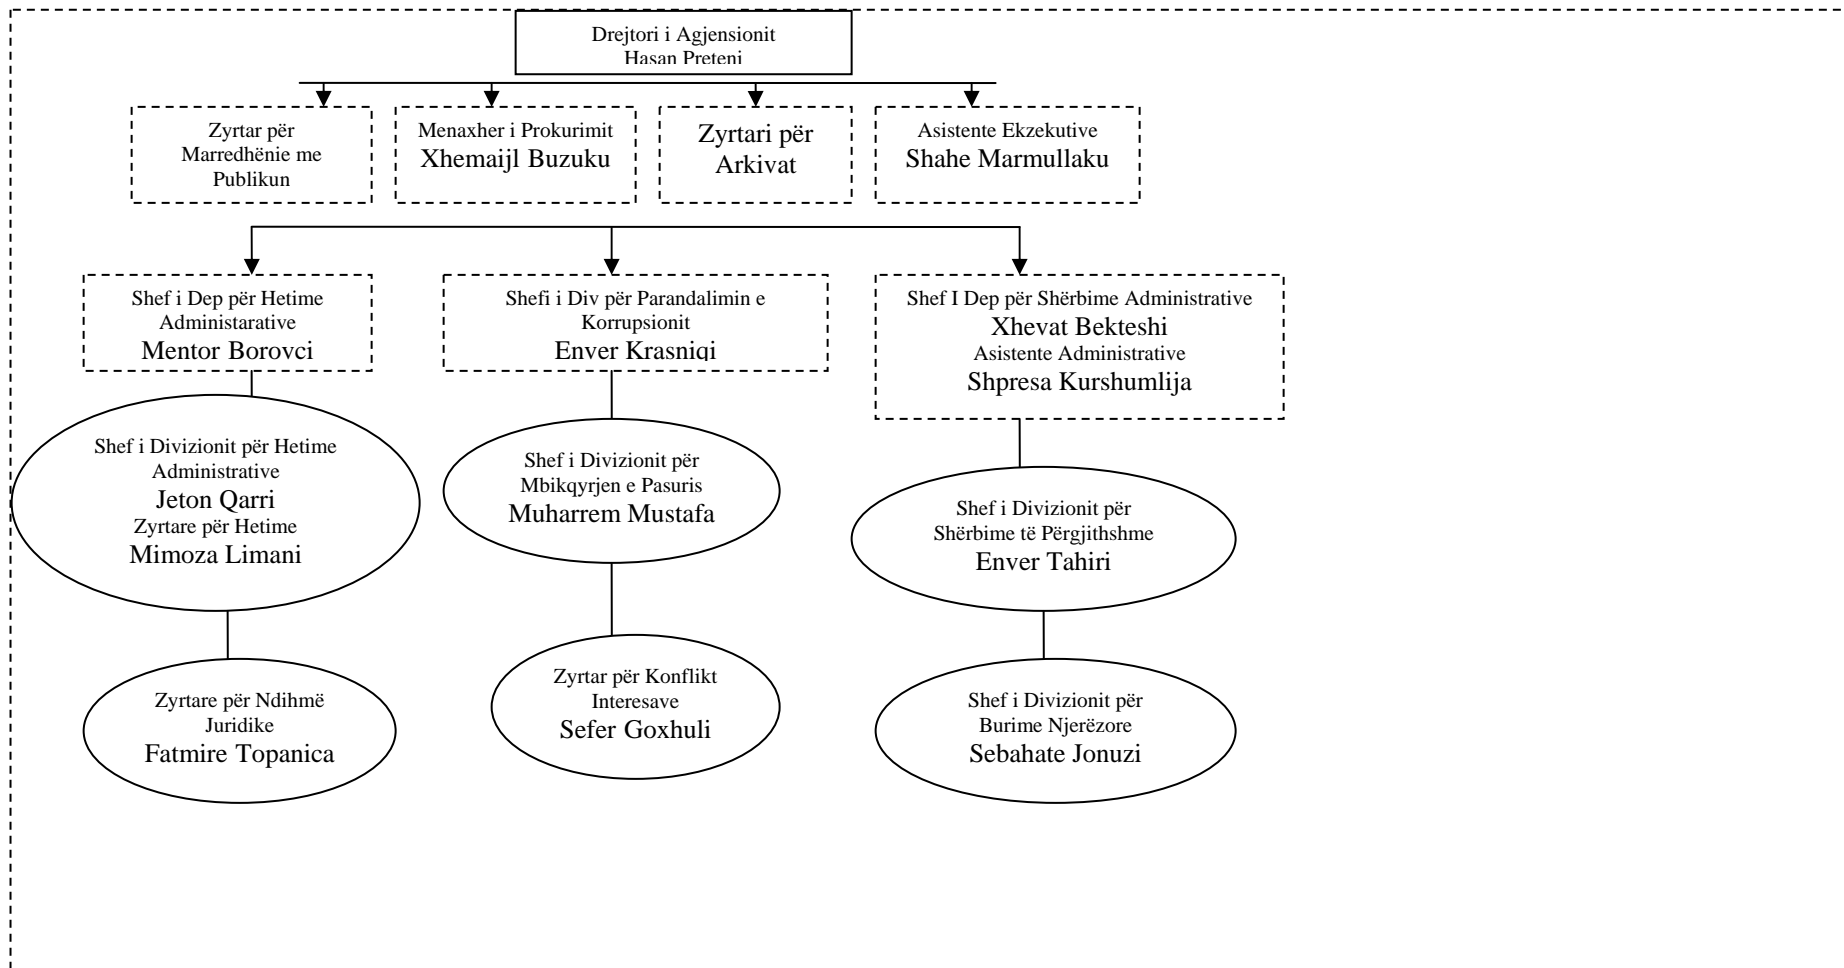 Drejtori i Agjensionit
Hasan Preteni
Zyrtar për
Marredhënie me
Publikun
Menaxher i Prokurimit
Xhemaijl Buzuku
Zyrtari për
Arkivat
Asistente Ekzekutive
Shahe Marmullaku
Shef i Dep për Hetime
Administarative
Mentor Borovci
Shefi i Div për Parandalimin e
Korrupsionit
Enver Krasniqi
Shef I Dep për Shërbime Administrative
Xhevat Bekteshi
Asistente Administrative
Shpresa Kurshumlija
Shef i Divizionit për Hetime
Administrative
Jeton Qarri
Zyrtare për Hetime
Mimoza Limani
Shef i Divizionit për
Mbikqyrjen e Pasuris
Muharrem Mustafa
Shef i Divizionit për
Shërbime të Përgjithshme
Enver Tahiri
Zyrtare për Ndihmë
Juridike
Fatmire Topanica
Zyrtar për Konflikt
Interesave
Sefer Goxhuli
Shef i Divizionit për
Burime Njerëzore
Sebahate Jonuzi